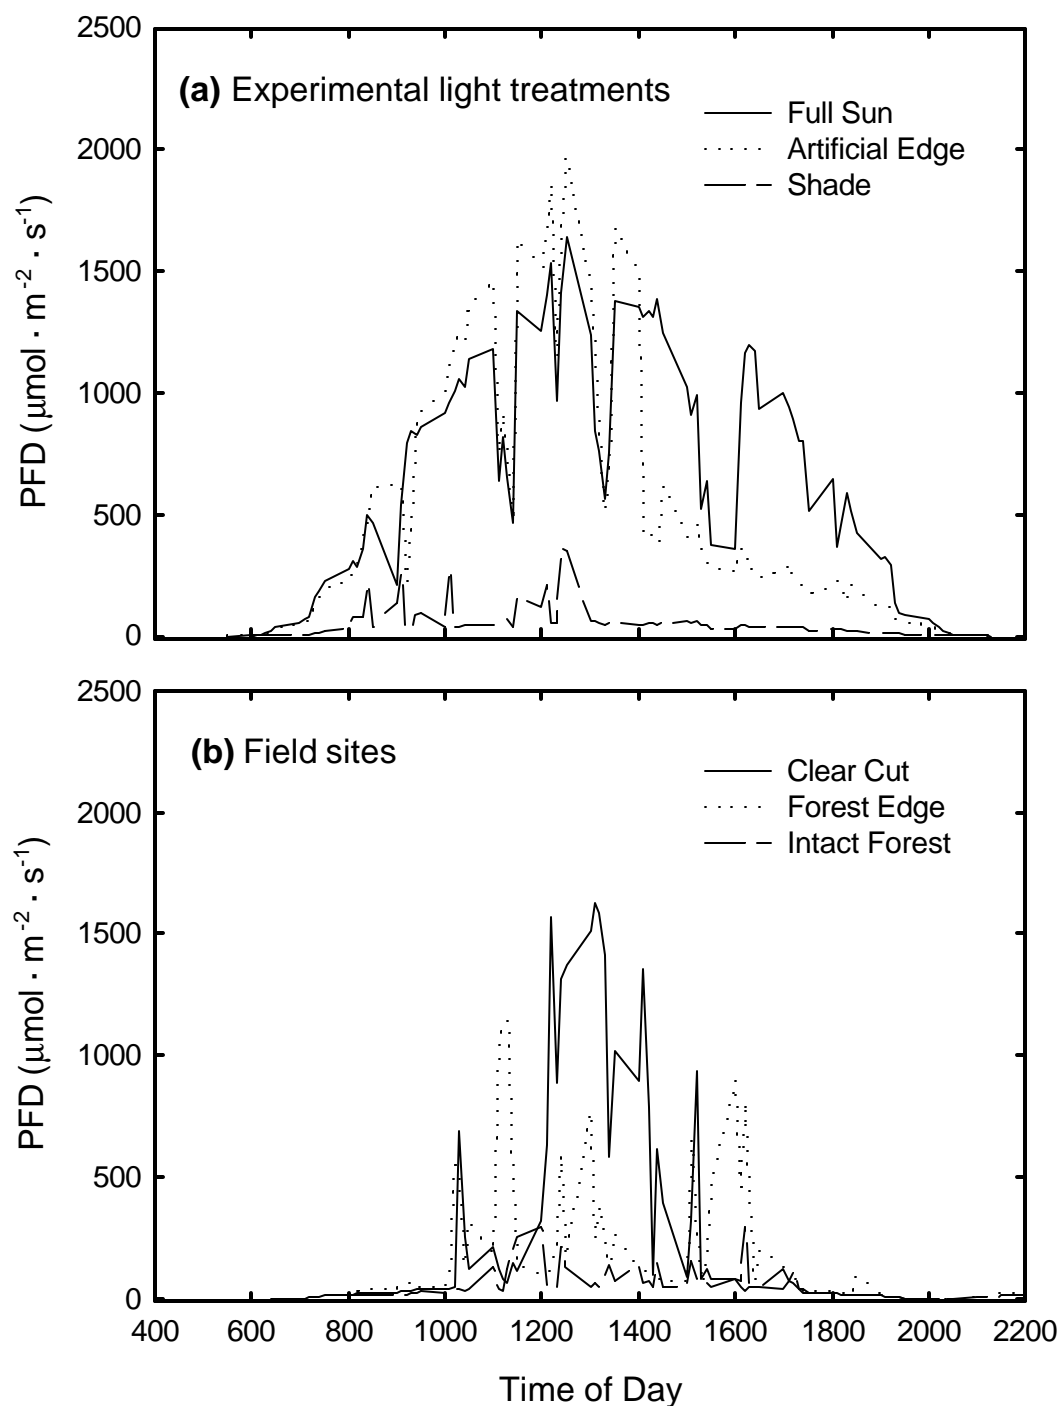 2500
2000
1500
1000
500
0
PFD (μmol · m-2 · s-1)
(a) Experimental light treatments
Full Sun
Artificial Edge
Shade
2500
2000
1500
1000
500
0
PFD (μmol · m-2 · s-1)
(b) Field sites
Clear Cut
Forest Edge
Intact Forest
400 600 800 1000 1200 1400 1600 1800 2000 2200
Time of Day